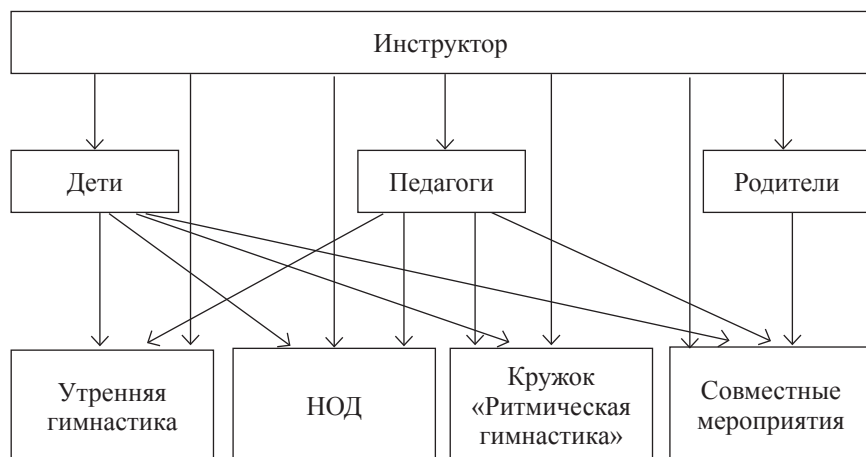 Инструктор
Дети
Педагоги
Родители
Утренняя
гимнастика
НОД
Кружок
«Ритмическая
гимнастика»
Совместные
мероприятия